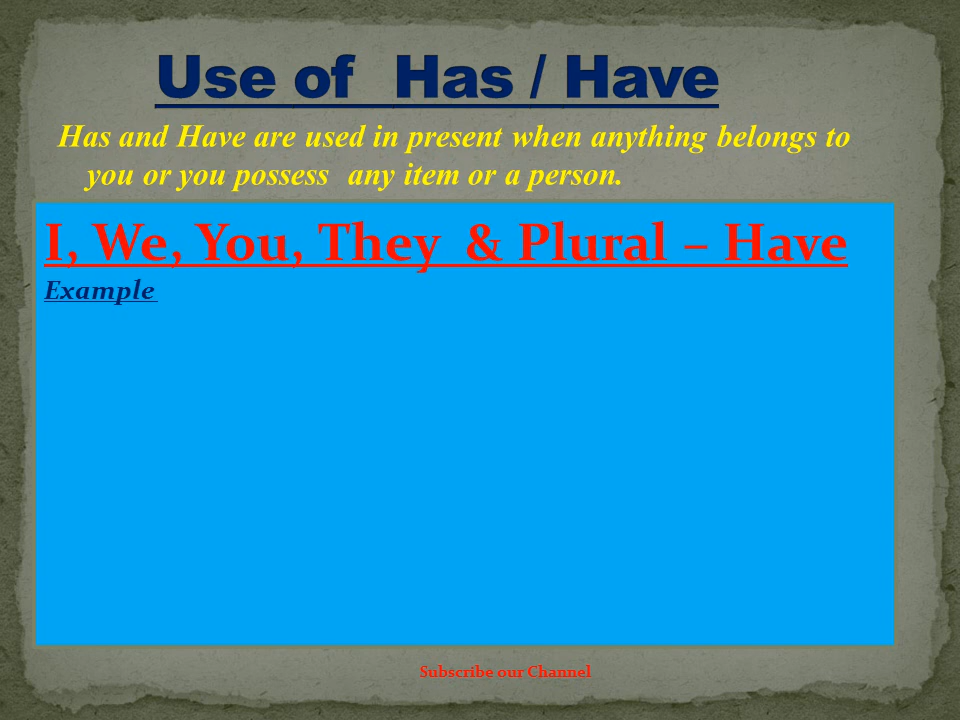 Use of Has / Have
Has and Have are used in present when anything belongs to
you or you possess any item or a person.
I, We, You, They & Plural – Have
Example
Subscribe our Channel